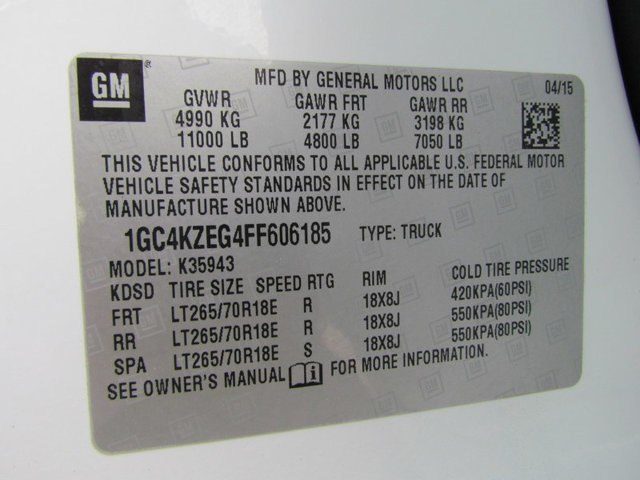 GM
MFD BY GENERAL MOTORS LLC 04/15
GVWR GAWR FRT GAWR RR
4990 KG 2177 KG 3198 KG
11000 LB 4800 LB 7050 LB
THIS VEHICLE CONFORMS TO ALL APPLICABLE U.S. FEDERAL MOTOR
VEHICLE SAFETY STANDARDS IN EFFECT ON THE DATE OF
MANUFACTURE SHOWN ABOVE.
1GC4KZEG4FF606185 TYPE: TRUCK
MODEL: K35943
KDSD TIRE SIZE SPEED RTG RIM COLD TIRE PRESSURE
FRT LT265/70R18E R 18X8J 420KPA(60PSI)
RR LT265/70R18E R 18X8J 550KPA(80PSI)
SPA LT265/70R18E S 18X8J 550KPA(80PSI)
SEE OWNER'S MANUAL i FOR MORE INFORMATION.